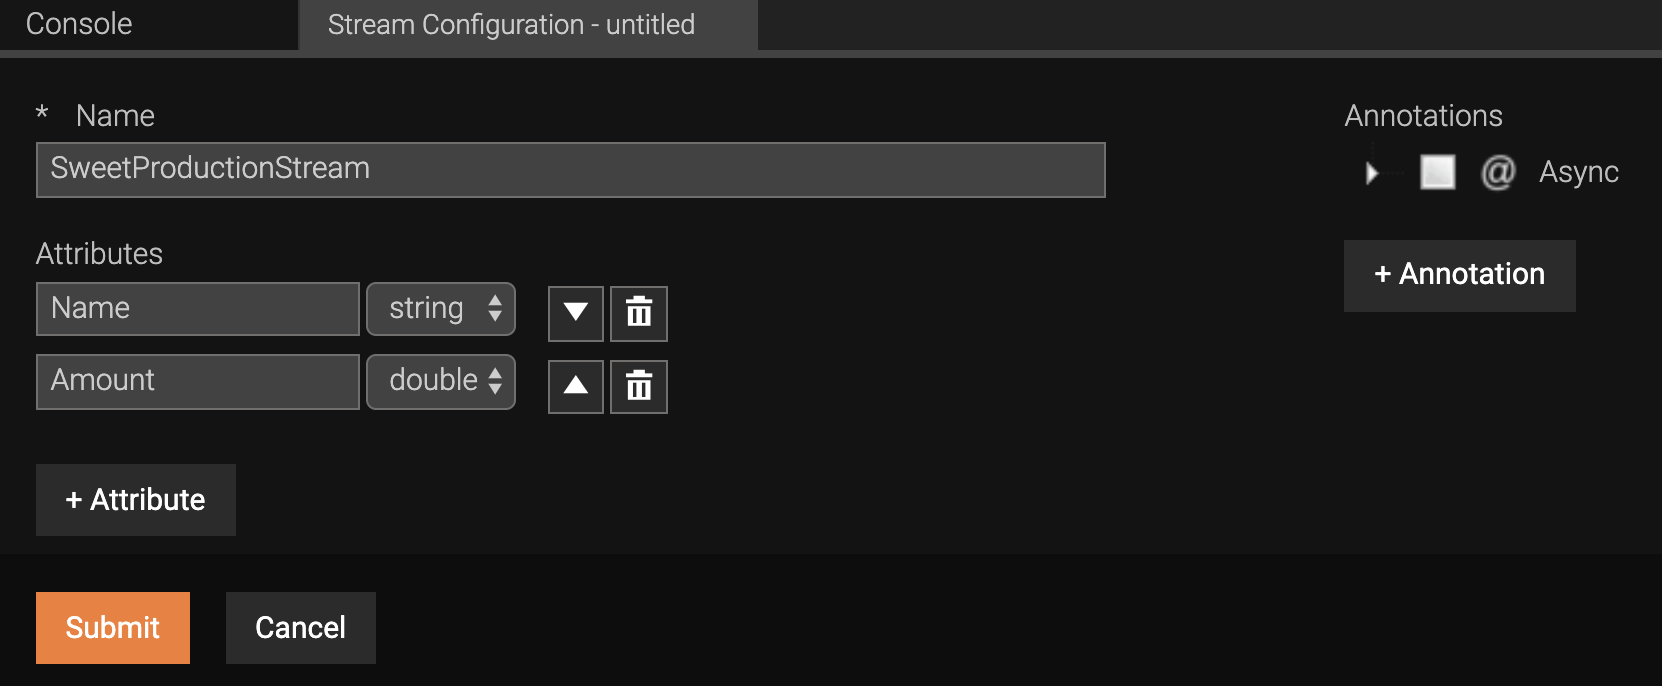 Console
Stream Configuration - untitled
* Name
SweetProductionStream
Attributes
Name string
Amount double
+ Attribute
Annotations
@ Async
+ Annotation
Submit
Cancel